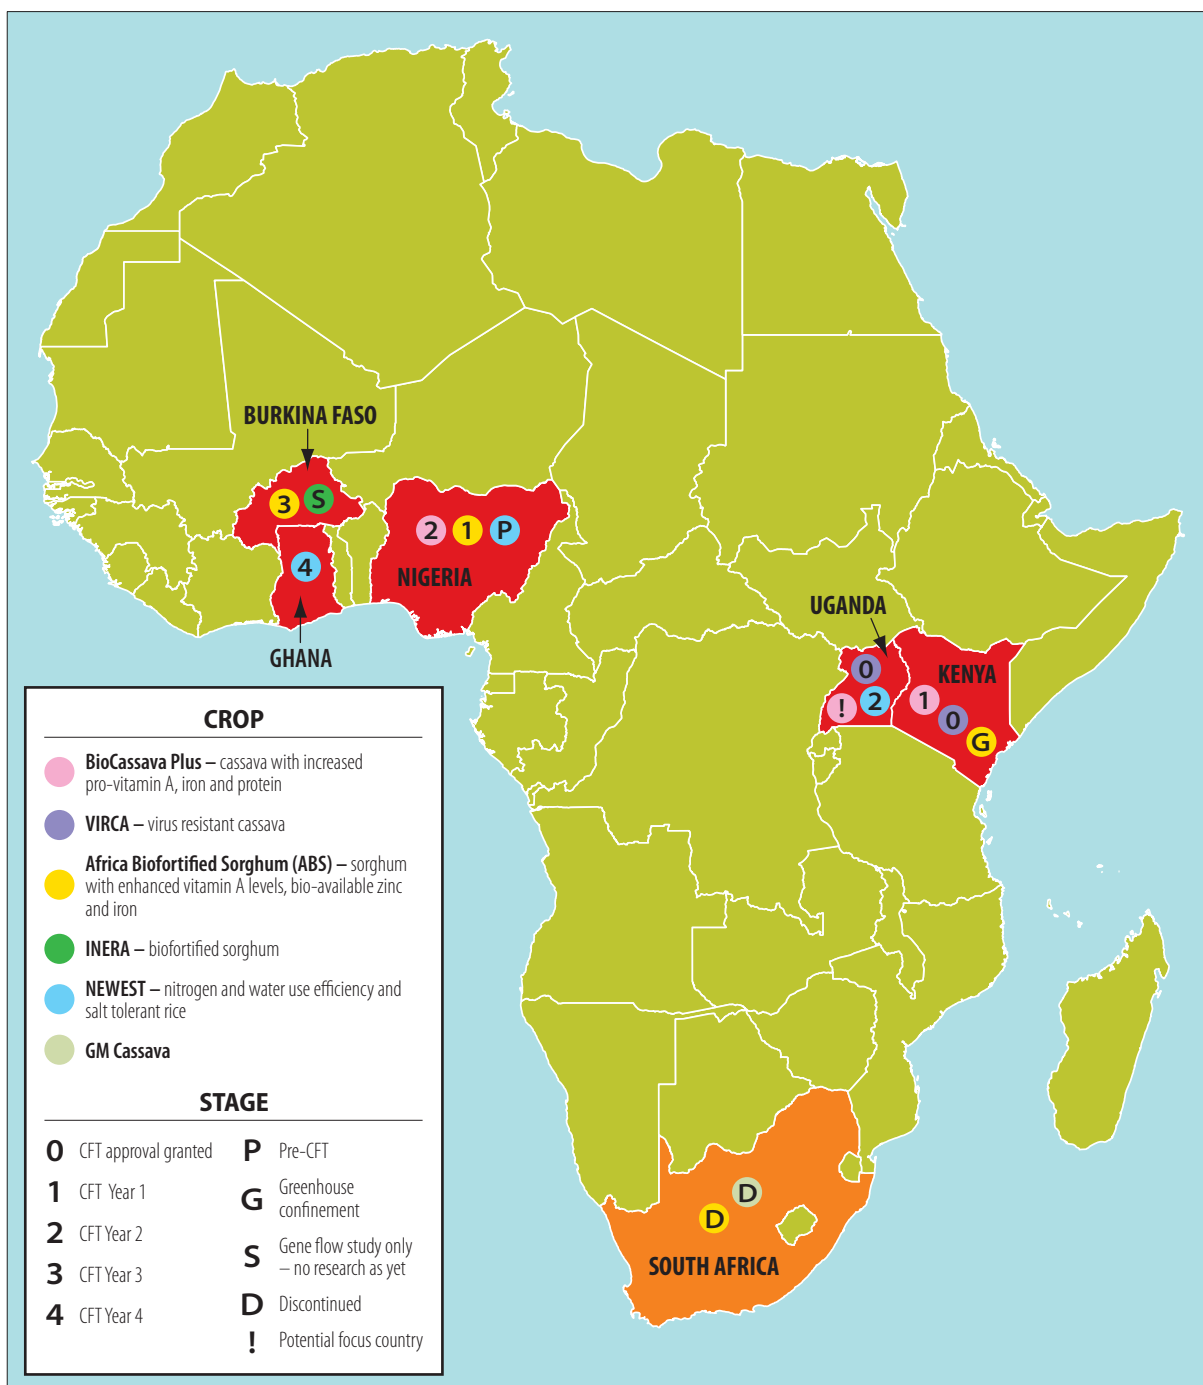 BURKINA FASO
3
S
2
1
P
4
NIGERIA
GHANA
UGANDA
0
!
2
KENYA
1
0
G
D
D
SOUTH AFRICA
CROP
BioCassava Plus – cassava with increased
pro-vitamin A, iron and protein
VIRCA – virus resistant cassava
Africa Biofortified Sorghum (ABS) – sorghum
with enhanced vitamin A levels, bio-available zinc
and iron
INERA – biofortified sorghum
NEWEST – nitrogen and water use efficiency and
salt tolerant rice
GM Cassava
STAGE
0 CFT approval granted
1 CFT Year 1
2 CFT Year 2
3 CFT Year 3
4 CFT Year 4
P Pre-CFT
G Greenhouse
confinement
S Gene flow study only
– no research as yet
D Discontinued
! Potential focus country